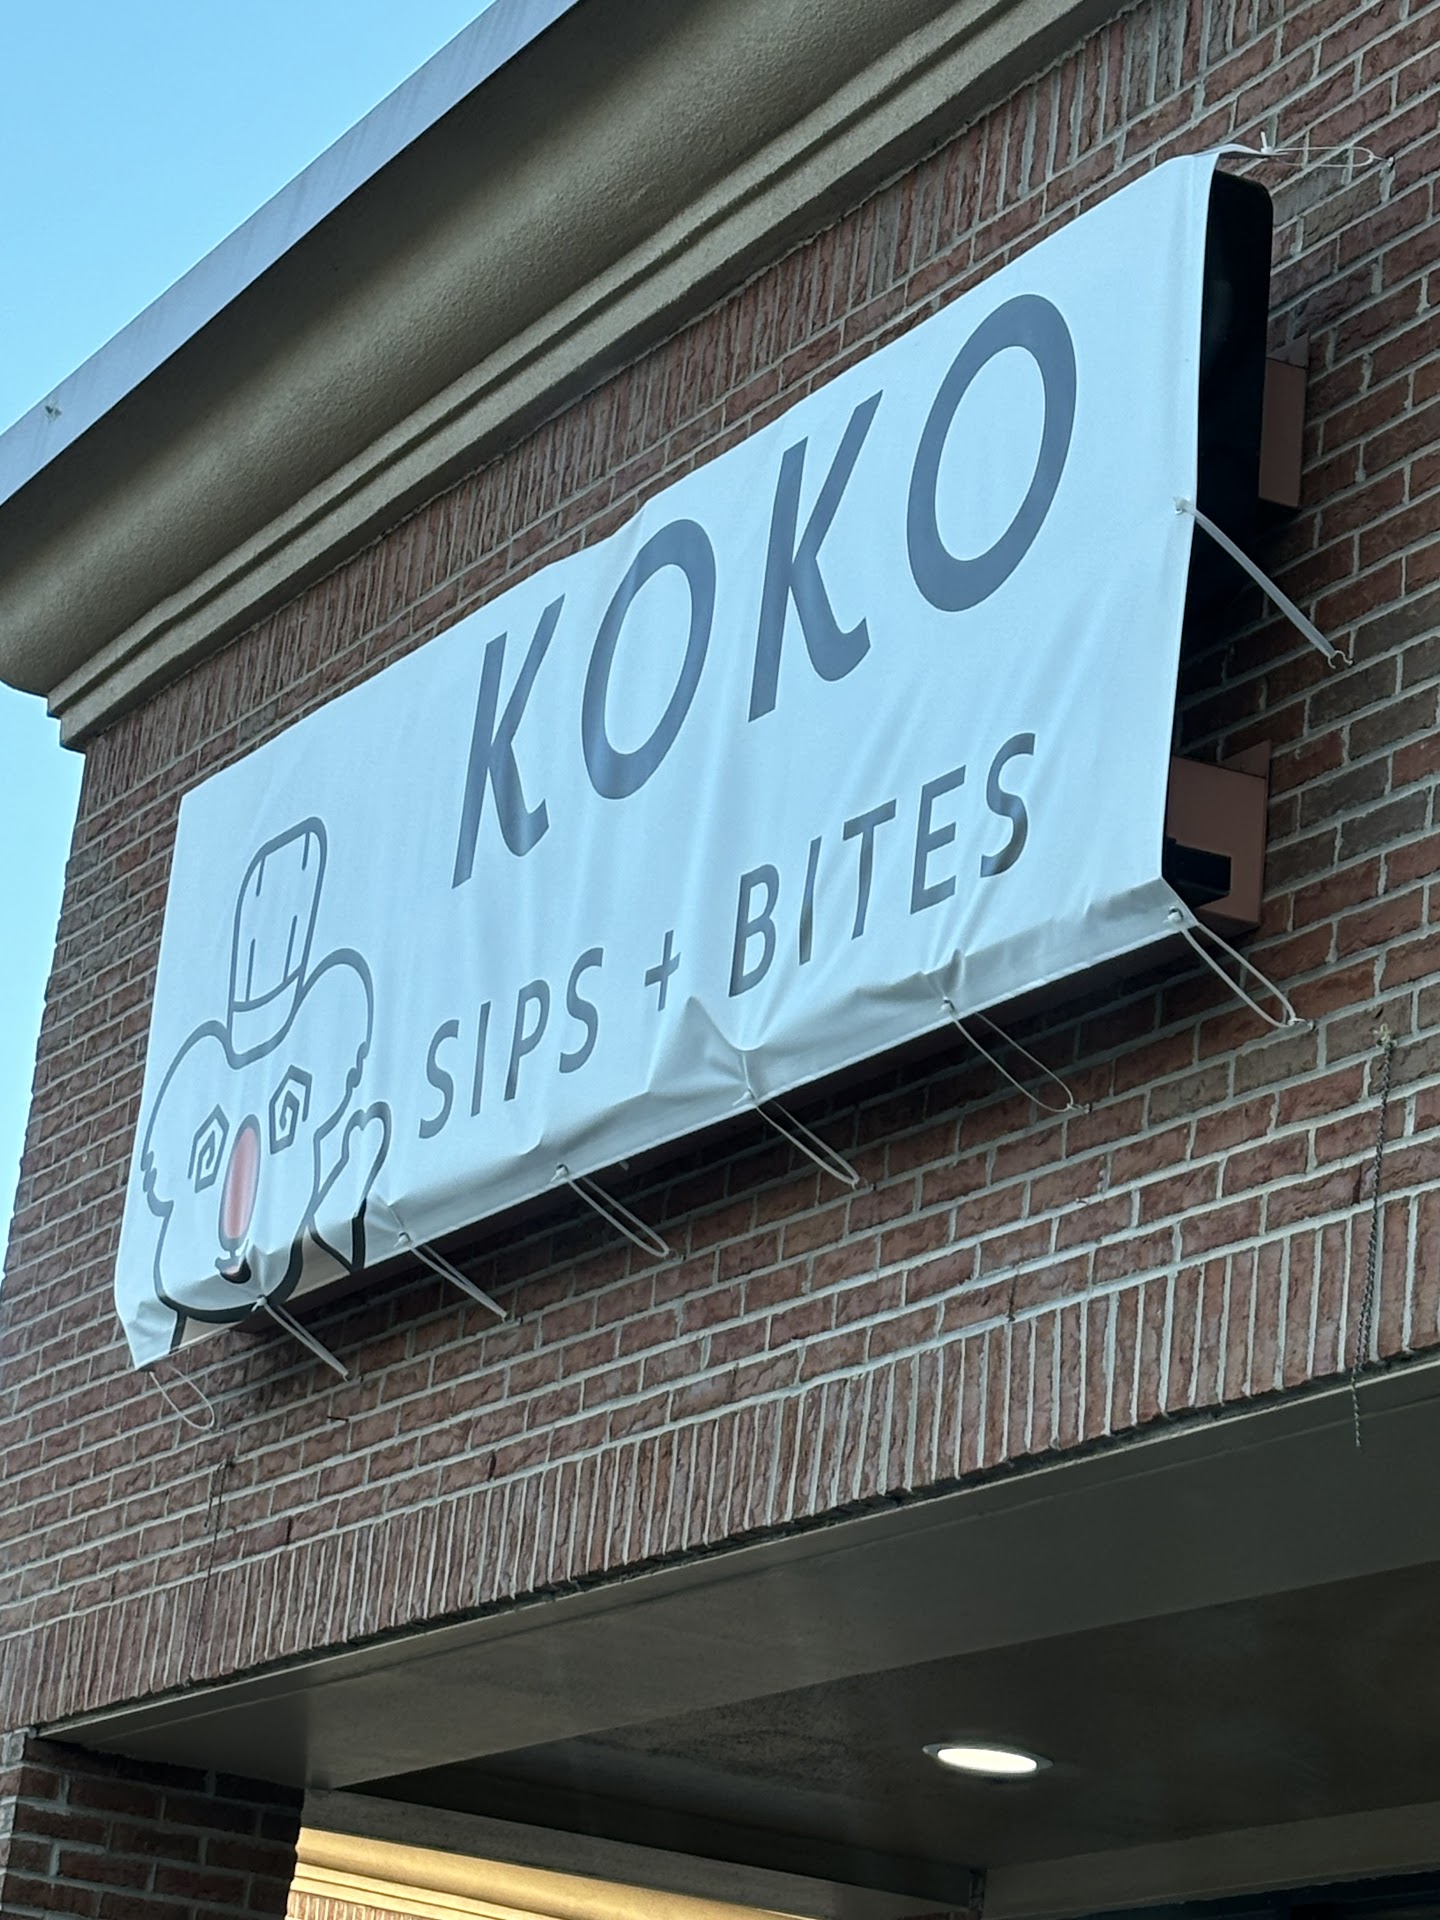 KOKO
SIPS + BITES